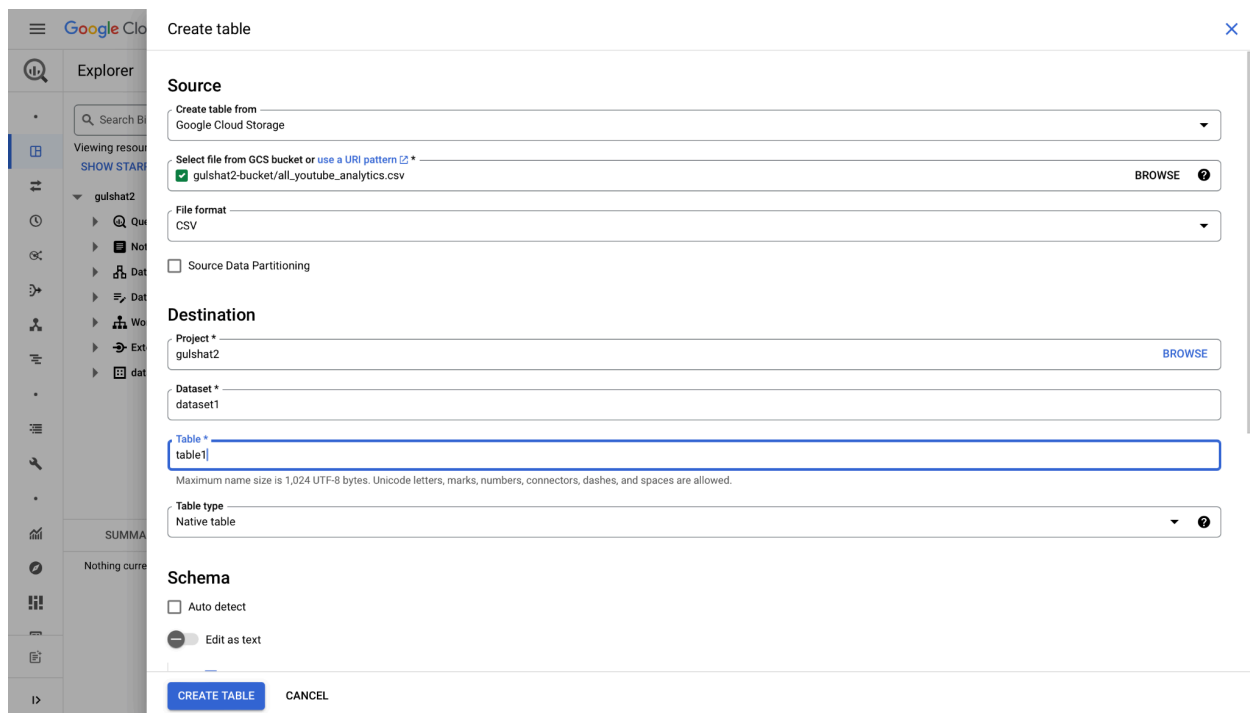 Google Clo
Create table
Explorer
Source
Search Bi
Create table from
Google Cloud Storage
Viewing resour
SHOW STARR
Select file from GCS bucket or use a URI pattern *
gulshat2-bucket/all_youtube_analytics.csv
BROWSE
gulshat2
File format
CSV
Que
Not
Dat
Dat
Wo
Ext
dat
Source Data Partitioning
Destination
Project *
gulshat2
BROWSE
Dataset *
dataset1
Table *
table1
Maximum name size is 1,024 UTF-8 bytes. Unicode letters, marks, numbers, connectors, dashes, and spaces are allowed.
Table type
Native table
SUMMA
Nothing curre
Schema
Auto detect
Edit as text
CREATE TABLE
CANCEL